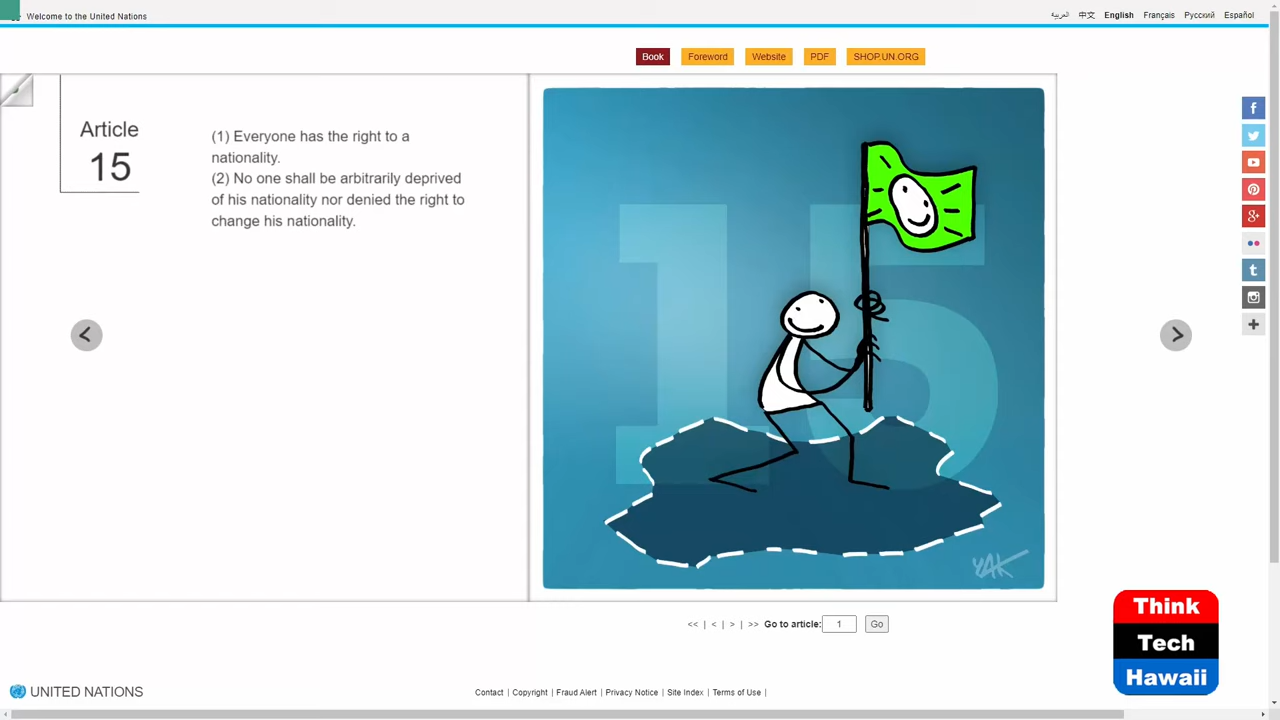 Welcome to the United Nations
العربية
中文
English
Français
Русский
Español
Book
Foreword
Website
PDF
SHOP.UN.ORG
Article
15
(1) Everyone has the right to a
nationality.
(2) No one shall be arbitrarily deprived
of his nationality nor denied the right to
change his nationality.
15
YAK
<< | < | > | >> Go to article: 1 Go
Think
Tech
Hawaii
UNITED NATIONS
Contact | Copyright | Fraud Alert | Privacy Notice | Site Index | Terms of Use |